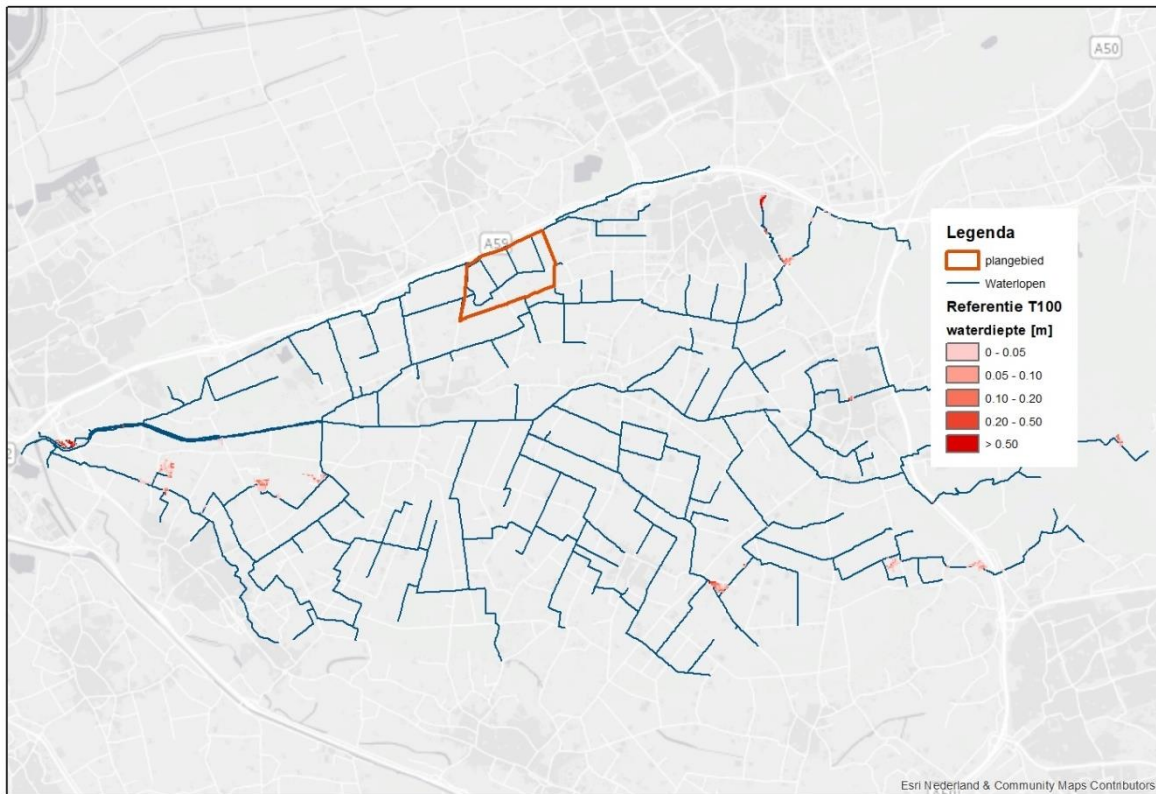 A50
A59
Legenda
plangebied
Waterlopen
Referentie T100
waterdiepte [m]
0 - 0.05
0.05 - 0.10
0.10 - 0.20
0.20 - 0.50
> 0.50
2
Esri Nederland & Community Maps Contributors